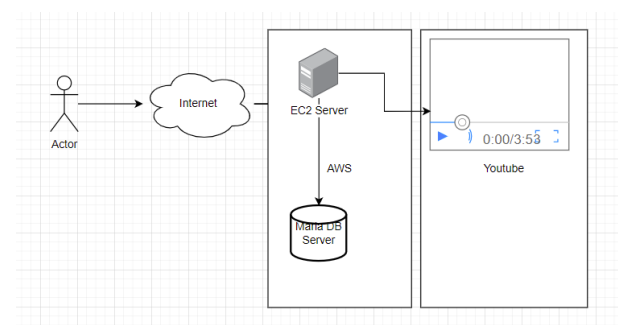 Actor
Internet
EC2 Server
AWS
Maria DB
Server
0:00/3:53
Youtube